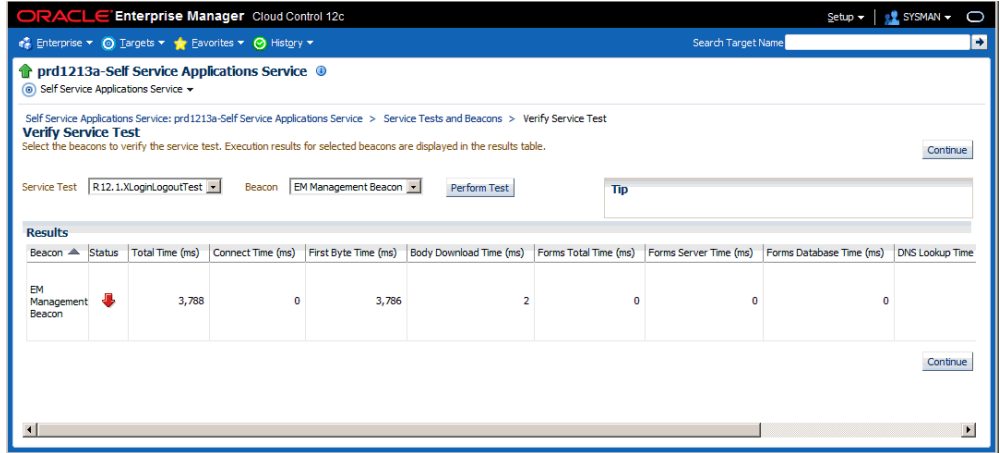 ORACLE Enterprise Manager Cloud Control 12c
Setup SYSMAN
Enterprise Targets Favorites History Search Target Name
prd1213a-Self Service Applications Service
Self Service Applications Service
Self Service Applications Service: prd1213a-Self Service Applications Service > Service Tests and Beacons > Verify Service Test
Verify Service Test
Select the beacons to verify the service test. Execution results for selected beacons are displayed in the results table.
Continue
Service Test R12.1.XLoginLogoutTest Beacon EM Management Beacon Perform Test
Tip
Results
Beacon Status Total Time (ms) Connect Time (ms) First Byte Time (ms) Body Download Time (ms) Forms Total Time (ms) Forms Server Time (ms) Forms Database Time (ms) DNS Lookup Time
EM
Management
Beacon
3,788 0 3,786 2 0 0 0
Continue